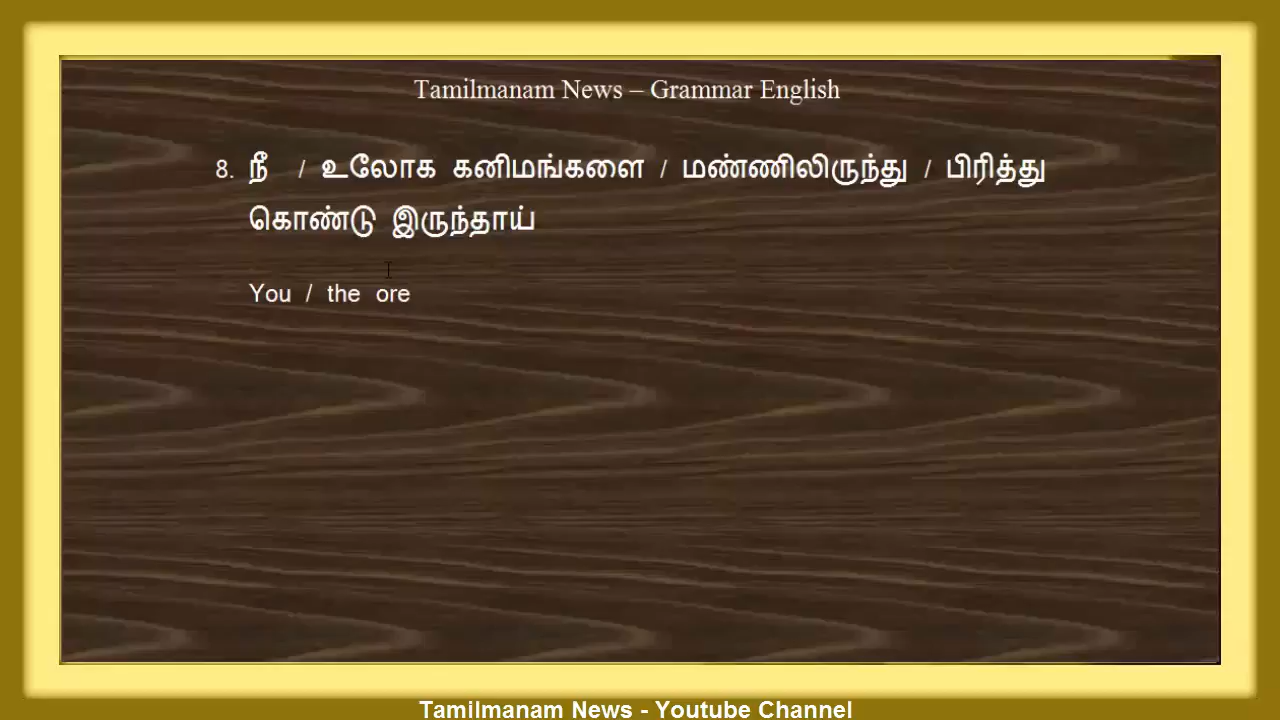 Tamilmanam News – Grammar English
8. நீ / உலோக கனிமங்களை / மண்ணிலிருந்து / பிரித்து
கொண்டு இருந்தாய்
You / the ore
Tamilmanam News - Youtube Channel